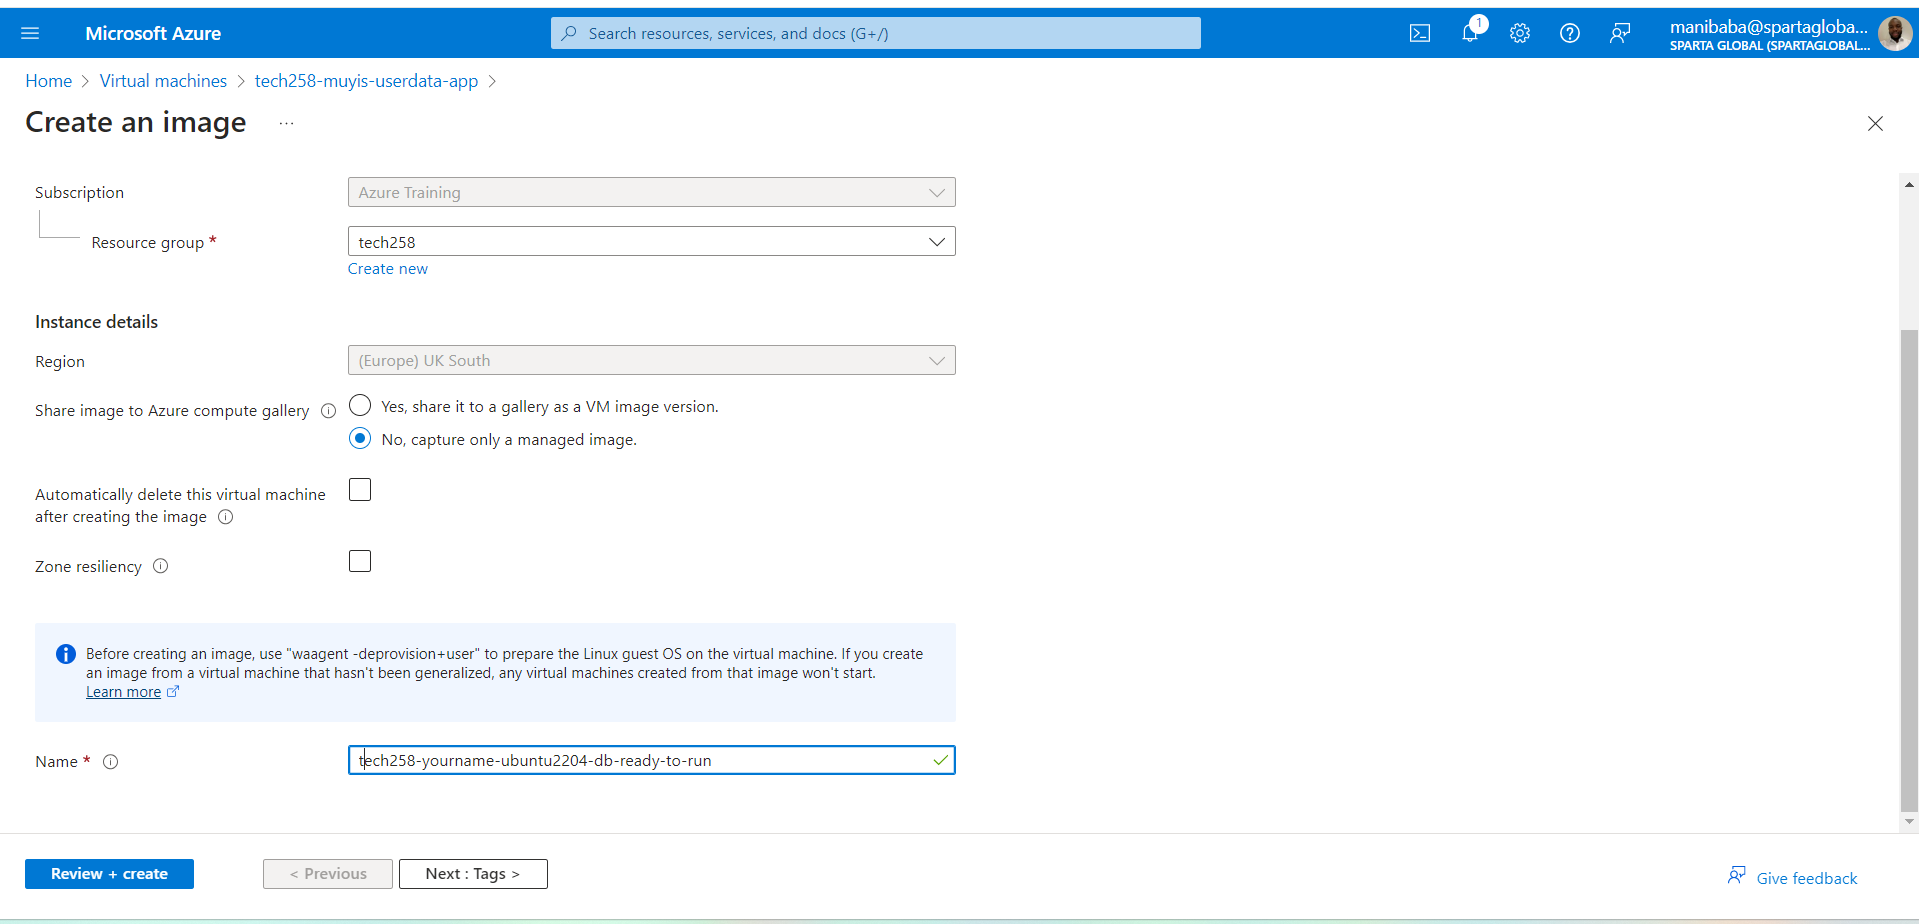 Microsoft Azure
Search resources, services, and docs (G+/)
1
manibaba@spartagloba...
SPARTA GLOBAL (SPARTAGLOBAL...
Home > Virtual machines > tech258-muyis-userdata-app >
Create an image ...
Subscription
Azure Training
Resource group *
tech258
Create new
Instance details
Region
(Europe) UK South
Share image to Azure compute gallery
Yes, share it to a gallery as a VM image version.
No, capture only a managed image.
Automatically delete this virtual machine
after creating the image
Zone resiliency
Before creating an image, use "waagent -deprovision+user" to prepare the Linux guest OS on the virtual machine. If you create
an image from a virtual machine that hasn't been generalized, any virtual machines created from that image won't start.
Learn more
Name *
tech258-yourname-ubuntu2204-db-ready-to-run
Review + create
< Previous
Next : Tags >
Give feedback